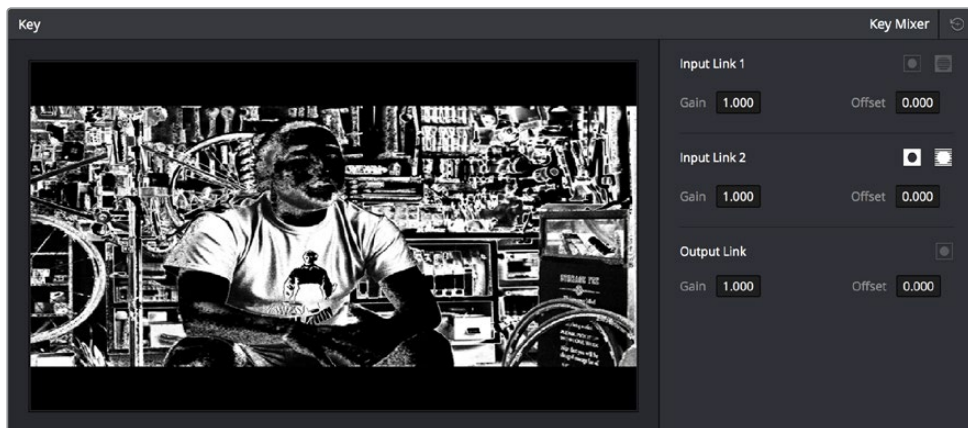 Key
Key Mixer
Input Link 1
Gain 1.000
Offset 0.000
Input Link 2
Gain 1.000
Offset 0.000
Output Link
Gain 1.000
Offset 0.000